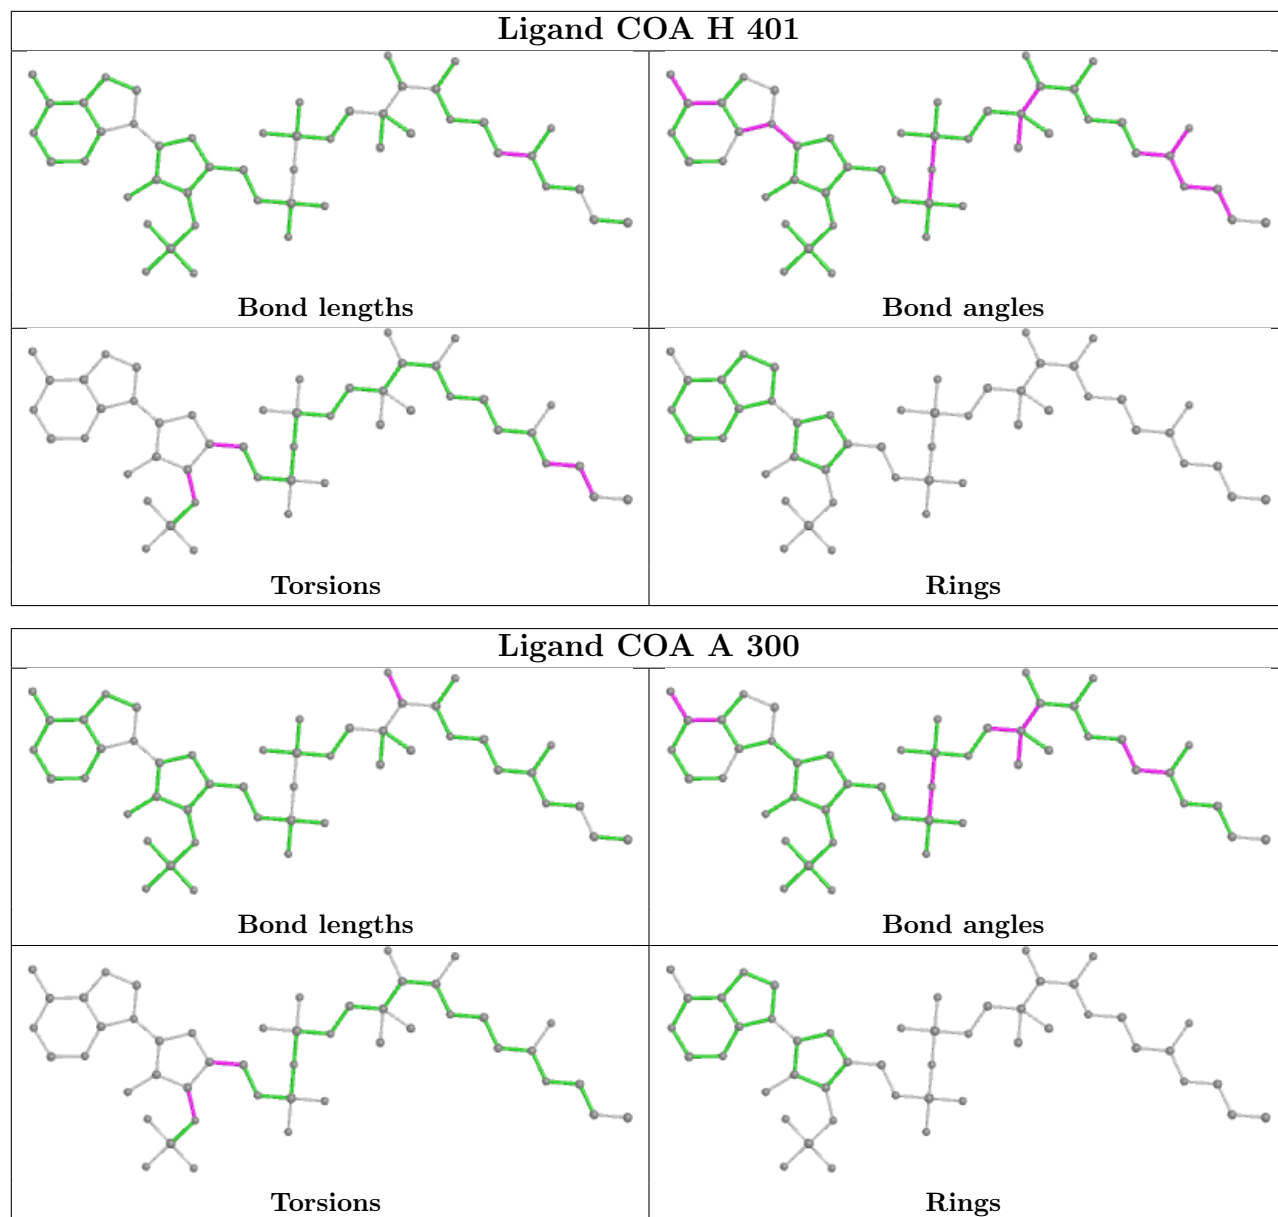 Ligand COA H 401
Bond lengths
Bond angles
Torsions
Rings
Ligand COA A 300
Bond lengths
Bond angles
Torsions
Rings